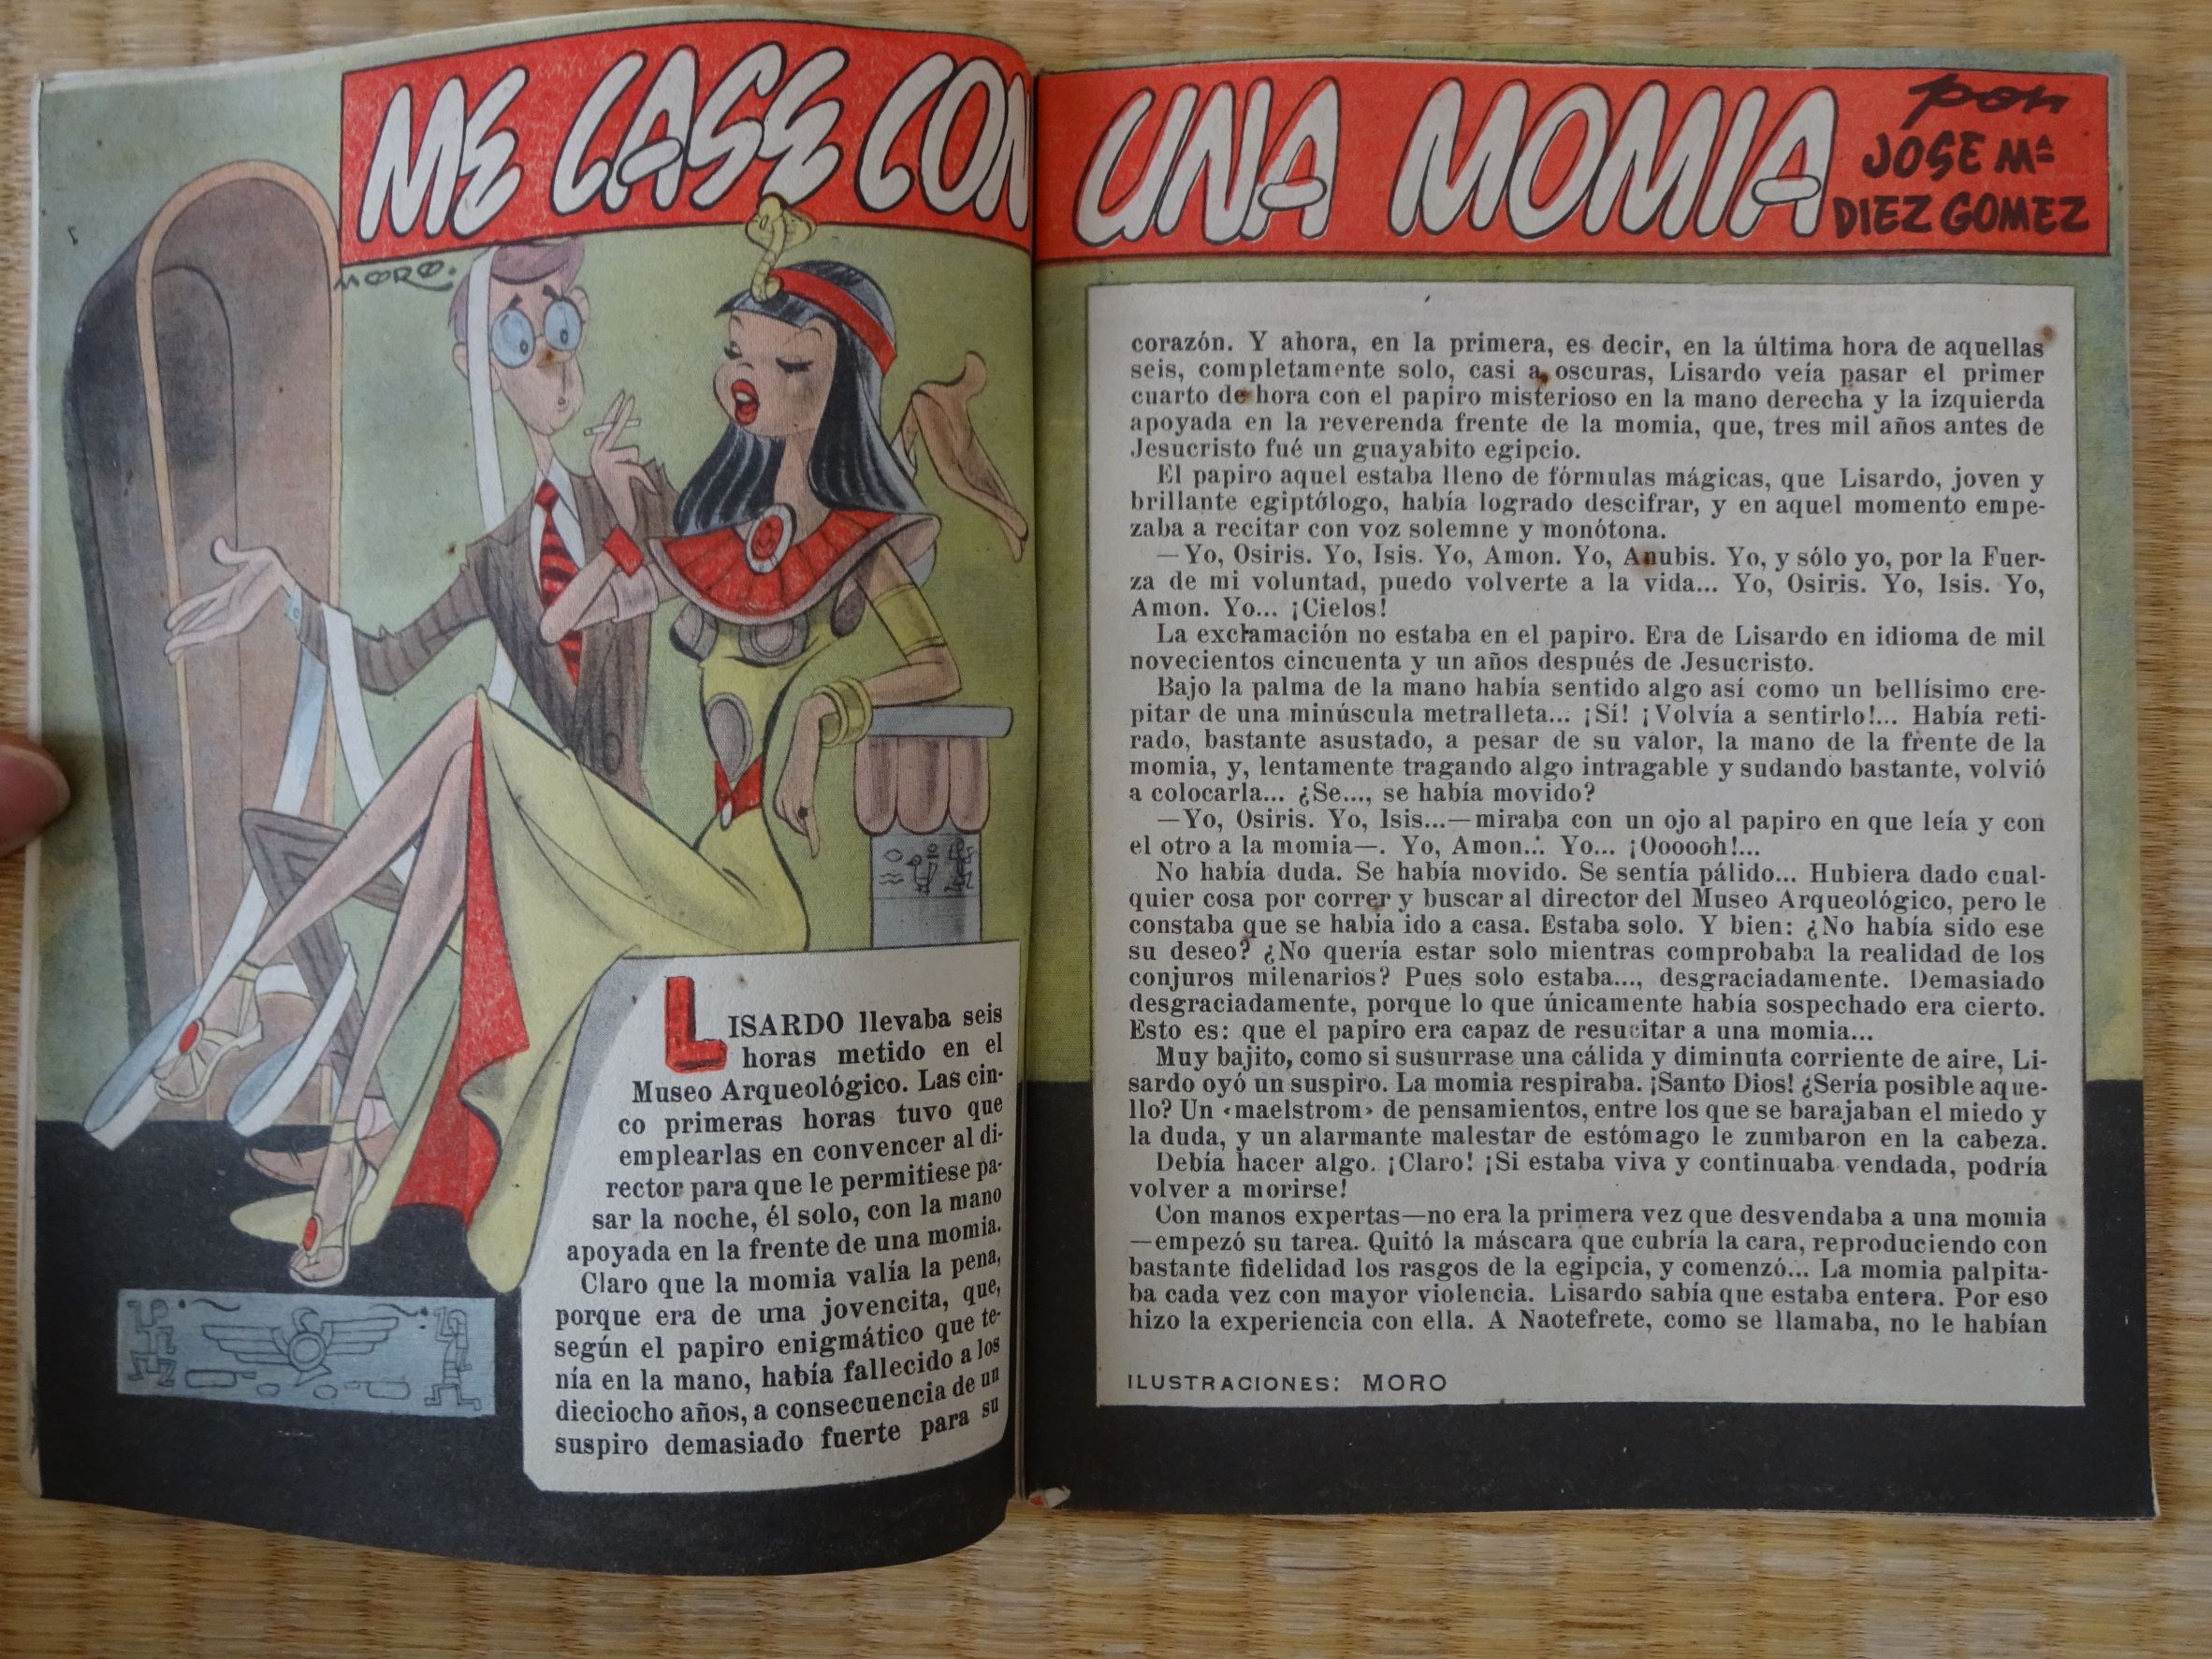 ME CASE CON UNA MOMIA
por
JOSE Mª
DIEZ GOMEZ
MORO.
LISARDO llevaba seis
horas metido en el
Museo Arqueológico. Las cin-
co primeras horas tuvo que
emplearlas en convencer al di-
rector para que le permitiese pa-
sar la noche, él solo, con la mano
apoyada en la frente de una momia.
Claro que la momia valía la pena,
porque era de una jovencita, que,
según el papiro enigmático que te-
nía en la mano, había fallecido a los
dieciocho años, a consecuencia de un
suspiro demasiado fuerte para su
corazón. Y ahora, en la primera, es decir, en la última hora de aquellas
seis, completamente solo, casi a oscuras, Lisardo veía pasar el primer
cuarto de hora con el papiro misterioso en la mano derecha y la izquierda
apoyada en la reverenda frente de la momia, que, tres mil años antes de
Jesucristo fué un guayabito egipcio.
El papiro aquel estaba lleno de fórmulas mágicas, que Lisardo, joven y
brillante egiptólogo, había logrado descifrar, y en aquel momento empe-
zaba a recitar con voz solemne y monótona.
—Yo, Osiris. Yo, Isis. Yo, Amon. Yo, Anubis. Yo, y sólo yo, por la Fuer-
za de mi voluntad, puedo volverte a la vida... Yo, Osiris. Yo, Isis. Yo,
Amon. Yo... ¡Cielos!
La exclamación no estaba en el papiro. Era de Lisardo en idioma de mil
novecientos cincuenta y un años después de Jesucristo.
Bajo la palma de la mano había sentido algo así como un bellísimo cre-
pitar de una minúscula metralleta... ¡Sí! ¡Volvía a sentirlo!... Había reti-
rado, bastante asustado, a pesar de su valor, la mano de la frente de la
momia, y, lentamente tragando algo intragable y sudando bastante, volvió
a colocarla... ¿Se..., se había movido?
—Yo, Osiris. Yo, Isis...—miraba con un ojo al papiro en que leía y con
el otro a la momia—. Yo, Amon... Yo... ¡Oooooh!...
No había duda. Se había movido. Se sentía pálido... Hubiera dado cual-
quier cosa por correr y buscar al director del Museo Arqueológico, pero le
constaba que se había ido a casa. Estaba solo. Y bien: ¿No había sido ese
su deseo? ¿No quería estar solo mientras comprobaba la realidad de los
conjuros milenarios? Pues solo estaba..., desgraciadamente. Demasiado
desgraciadamente, porque lo que únicamente había sospechado era cierto.
Esto es: que el papiro era capaz de resucitar a una momia...
Muy bajito, como si susurrase una cálida y diminuta corriente de aire, Li-
sardo oyó un suspiro. La momia respiraba. ¡Santo Dios! ¿Sería posible aque-
llo? Un «maelstrom» de pensamientos, entre los que se barajaban el miedo y
la duda, y un alarmante malestar de estómago le zumbaron en la cabeza.
Debía hacer algo. ¡Claro! ¡Si estaba viva y continuaba vendada, podría
volver a morirse!
Con manos expertas—no era la primera vez que desvendaba a una momia
—empezó su tarea. Quitó la máscara que cubría la cara, reproduciendo con
bastante fidelidad los rasgos de la egipcia, y comenzó... La momia palpita-
ba cada vez con mayor violencia. Lisardo sabía que estaba entera. Por eso
hizo la experiencia con ella. A Naotefrete, como se llamaba, no le habían
ILUSTRACIONES: MORO